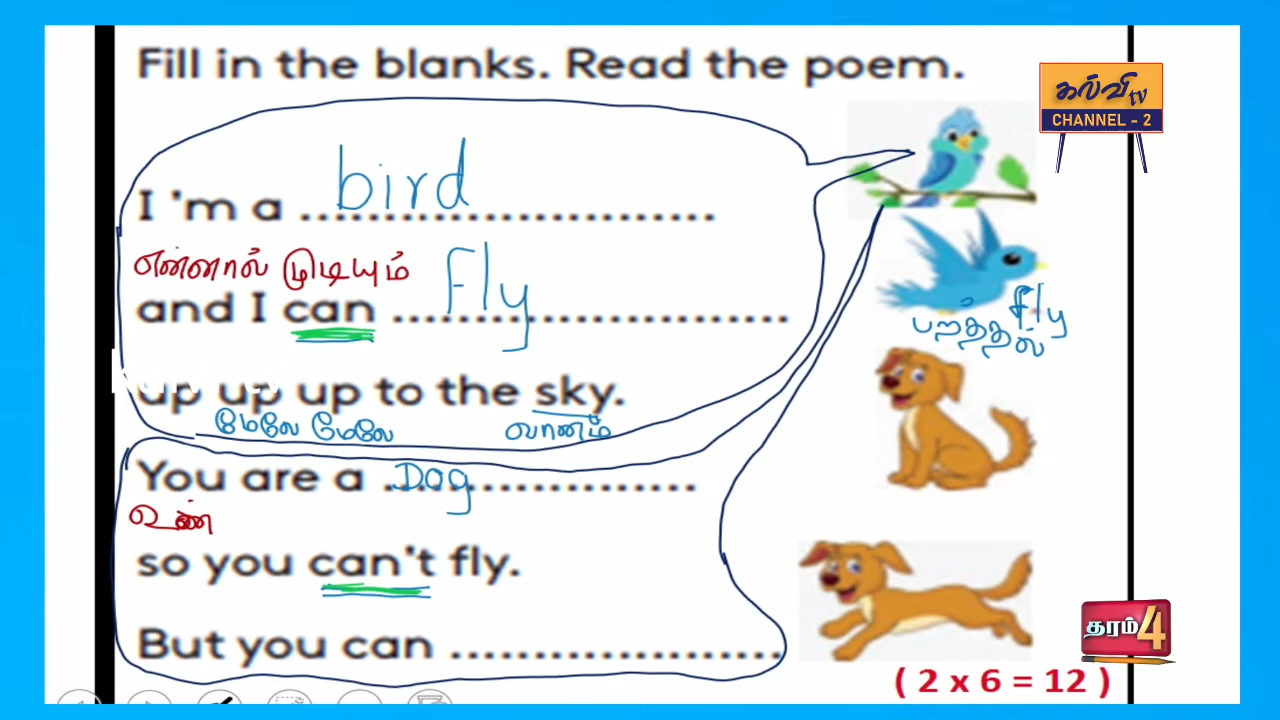 Fill in the blanks. Read the poem.
கல்வி tv
CHANNEL - 2
I 'm a bird ..............................
என்னால் முடியும்
and I can fly ..............................
fly
பறத்தல்
up up up to the sky.
மேலே மேலே வானம்
You are a Dog ..............................
so you can't fly.
But you can ..............................
தரம் 4
( 2 x 6 = 12 )